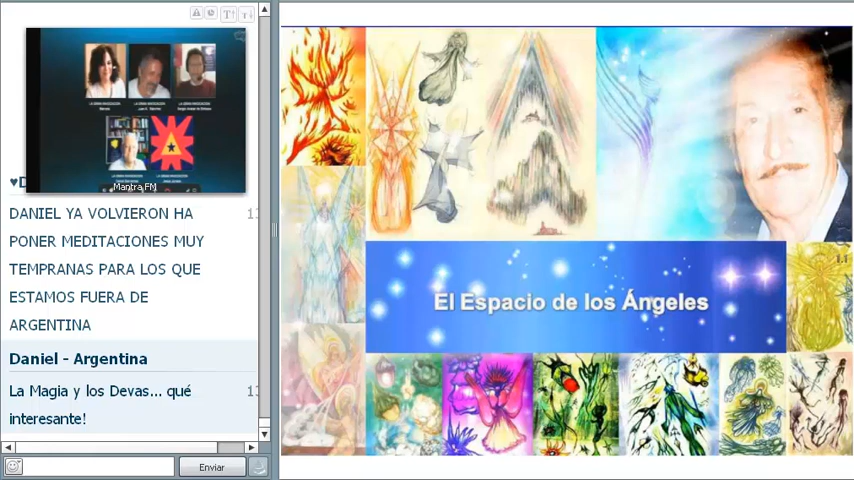 Mantra FM
DANIEL YA VOLVIERON HA
PONER MEDITACIONES MUY
TEMPRANAS PARA LOS QUE
ESTAMOS FUERA DE
ARGENTINA
Daniel - Argentina
La Magia y los Devas... qué
interesante!
Enviar
El Espacio de los Ángeles